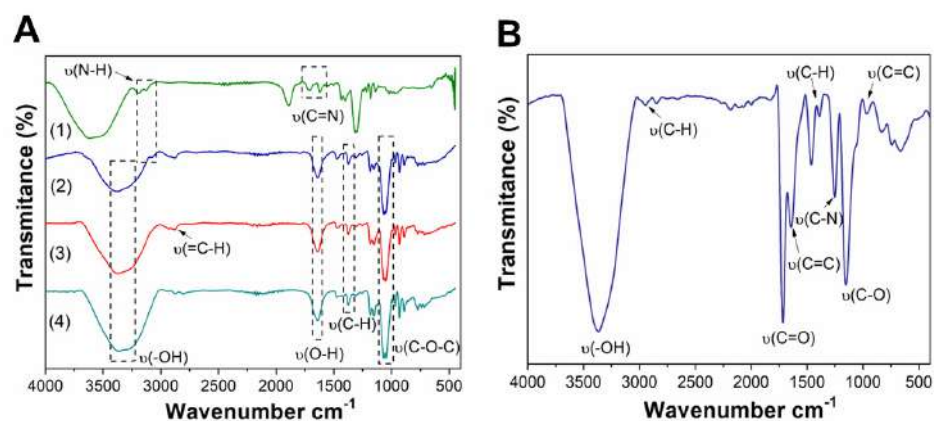 A
Transmitance (%)
υ(N-H)
υ(C=N)
(1)
(2)
(3)
υ(=C-H)
(4)
υ(-OH)
υ(O-H)
υ(C-H)
υ(C-O-C)
4000 3500 3000 2500 2000 1500 1000 500
Wavenumber cm⁻¹
B
Transmitance (%)
υ(C-H)
υ(C=C)
υ(C-H)
υ(C-N)
υ(C=C)
υ(C-O)
υ(C=O)
υ(-OH)
4000 3500 3000 2500 2000 1500 1000 500
Wavenumber cm⁻¹